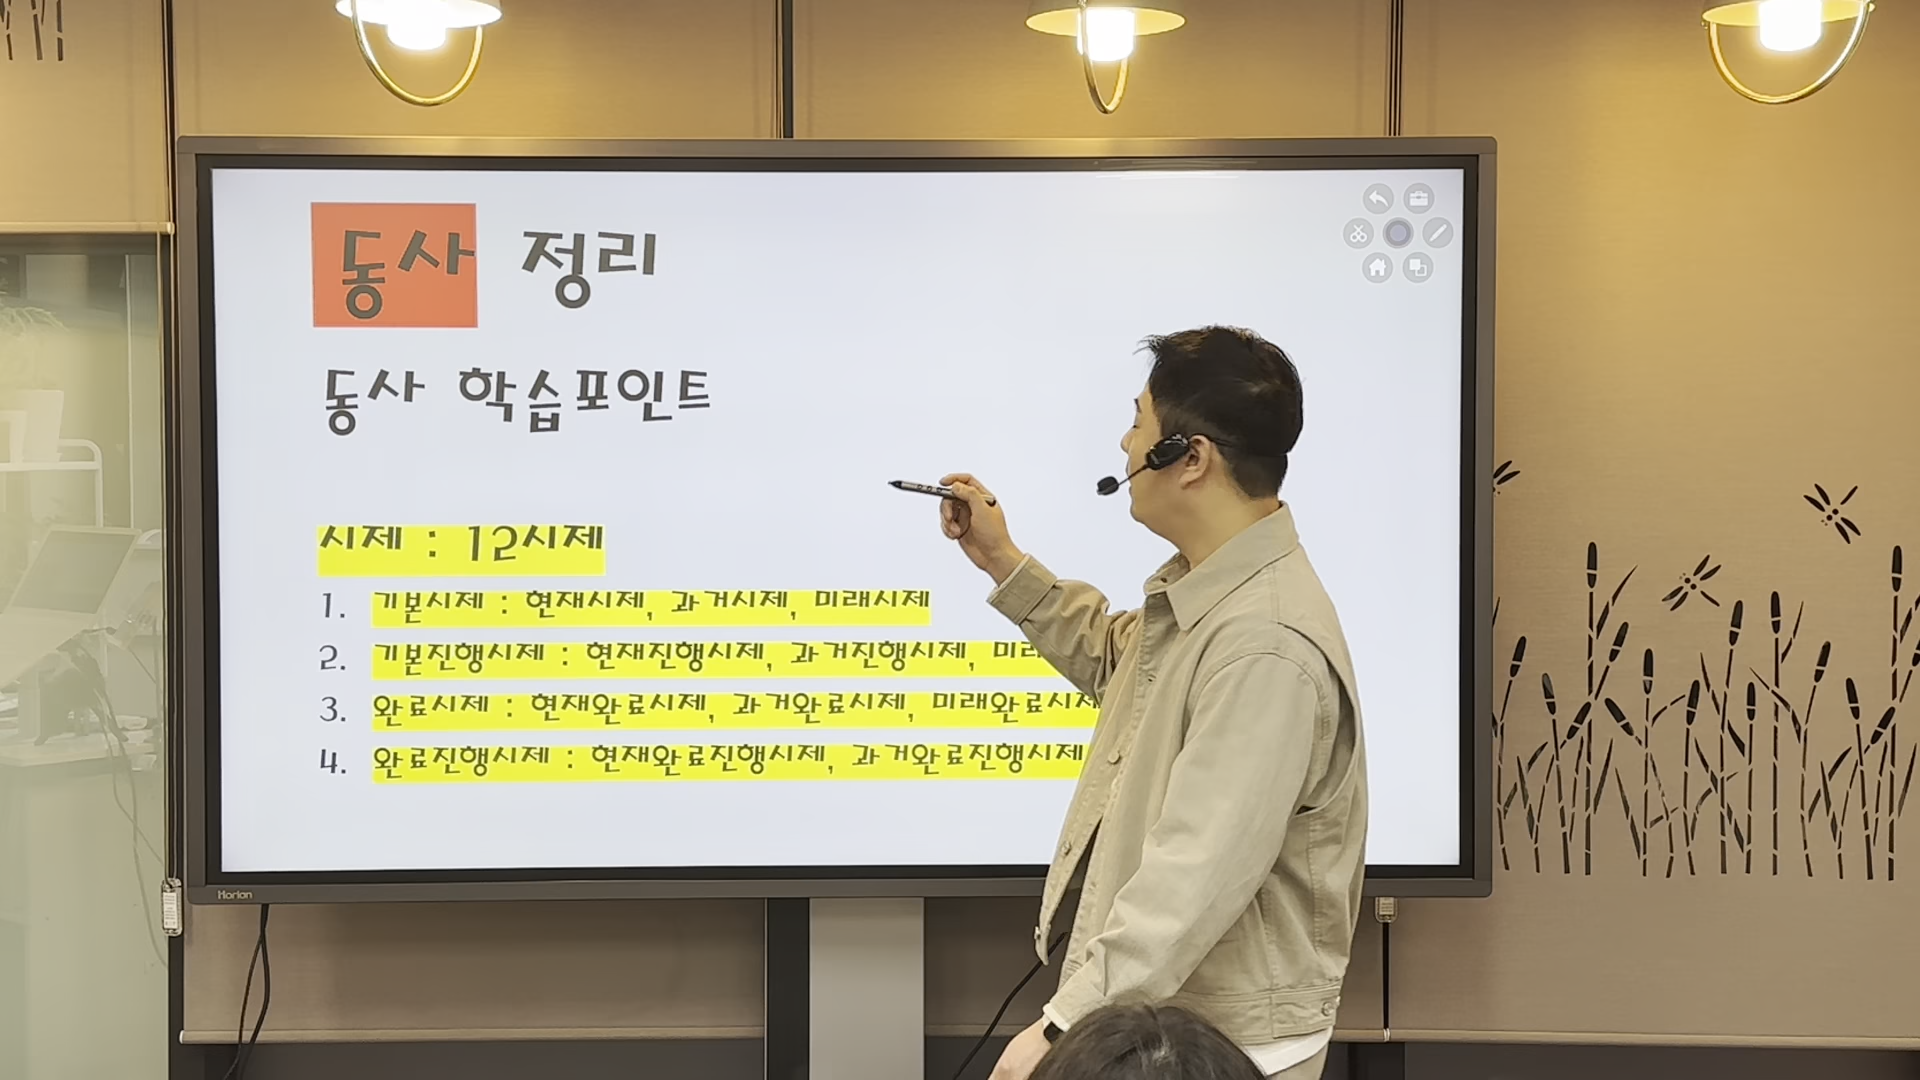 동사 정리
동사 학습포인트
시제 : 12시제
1. 기본시제 : 현재시제, 과거시제, 미래시제
2. 기본진행시제 : 현재진행시제, 과거진행시제, 미래
3. 완료시제 : 현재완료시제, 과거완료시제, 미래완료시제
4. 완료진행시제 : 현재완료진행시제, 과거완료진행시제
Horion